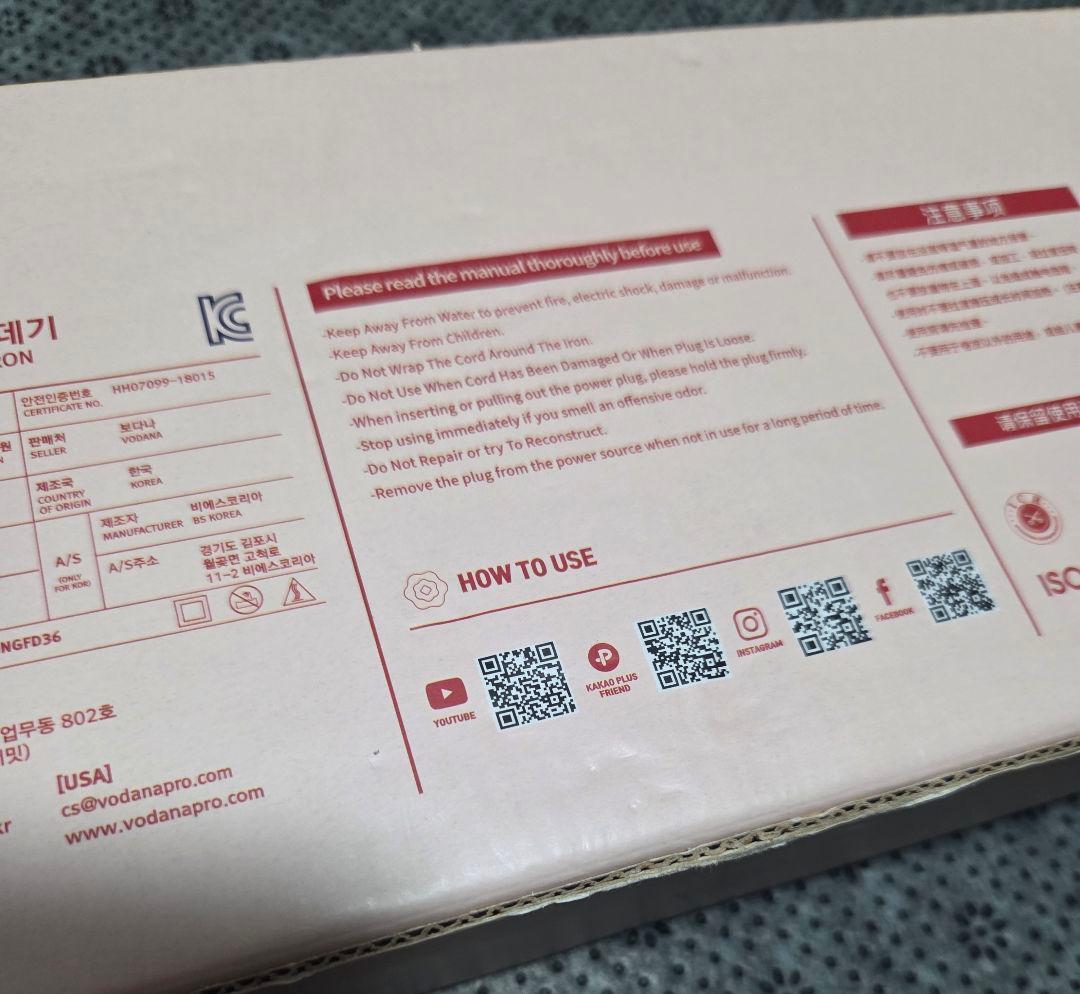 데기
RON
안전인증번호 HH07099-18015
CERTIFICATE NO.
원 판매처 보다나
N SELLER VODANA
제조국 한국
COUNTRY KOREA
OF ORIGIN
A/S
(ONLY
FOR KOR)
제조자 비에스코리아
MANUFACTURER BS KOREA
A/S주소 경기도 김포시
월곶면 고척로
11-2 비에스코리아
NGFD36
업무동 802호
[USA]
cs@vodanapro.com
www.vodanapro.com
kr
Please read the manual thoroughly before use
-Keep Away From Water to prevent fire, electric shock, damage or malfunction.
-Keep Away From Children.
-Do Not Wrap The Cord Around The Iron.
-Do Not Use When Cord Has Been Damaged Or When Plug Is Loose.
-When inserting or pulling out the power plug, please hold the plug firmly.
-Stop using immediately if you smell an offensive odor.
-Do Not Repair or try To Reconstruct.
-Remove the plug from the power source when not in use for a long period of time.
HOW TO USE
YOUTUBE
KAKAO PLUS
FRIEND
INSTAGRAM
FACEBOOK
注意事项
请保留使用
ISO